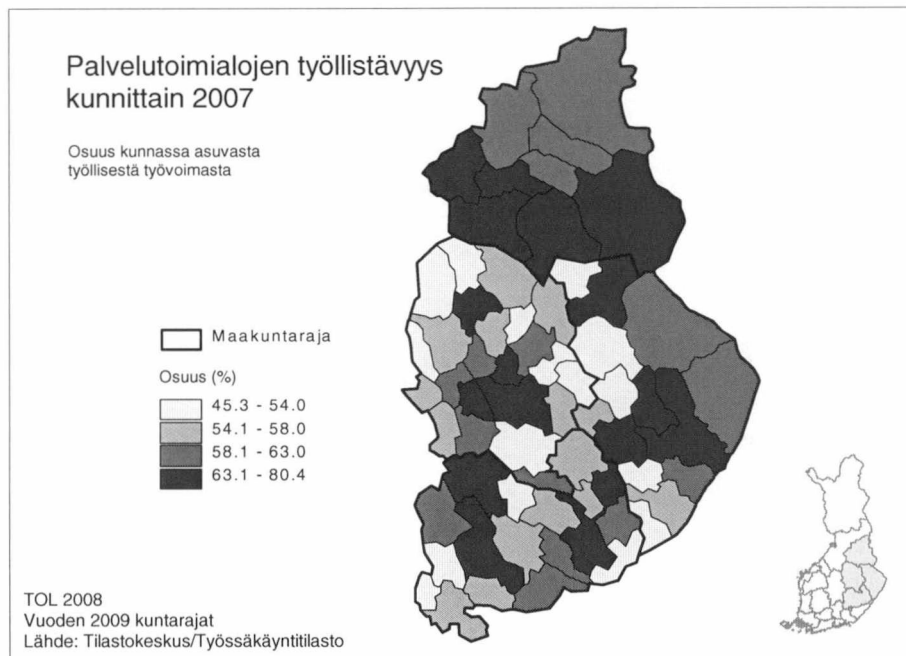 Palvelutoimialojen työllistävyys
kunnittain 2007
Osuus kunnassa asuvasta
työllisestä työvoimasta
Maakuntaraja
Osuus (%)
45.3 - 54.0
54.1 - 58.0
58.1 - 63.0
63.1 - 80.4
TOL 2008
Vuoden 2009 kuntarajat
Lähde: Tilastokeskus/Työssäkäyntitilasto